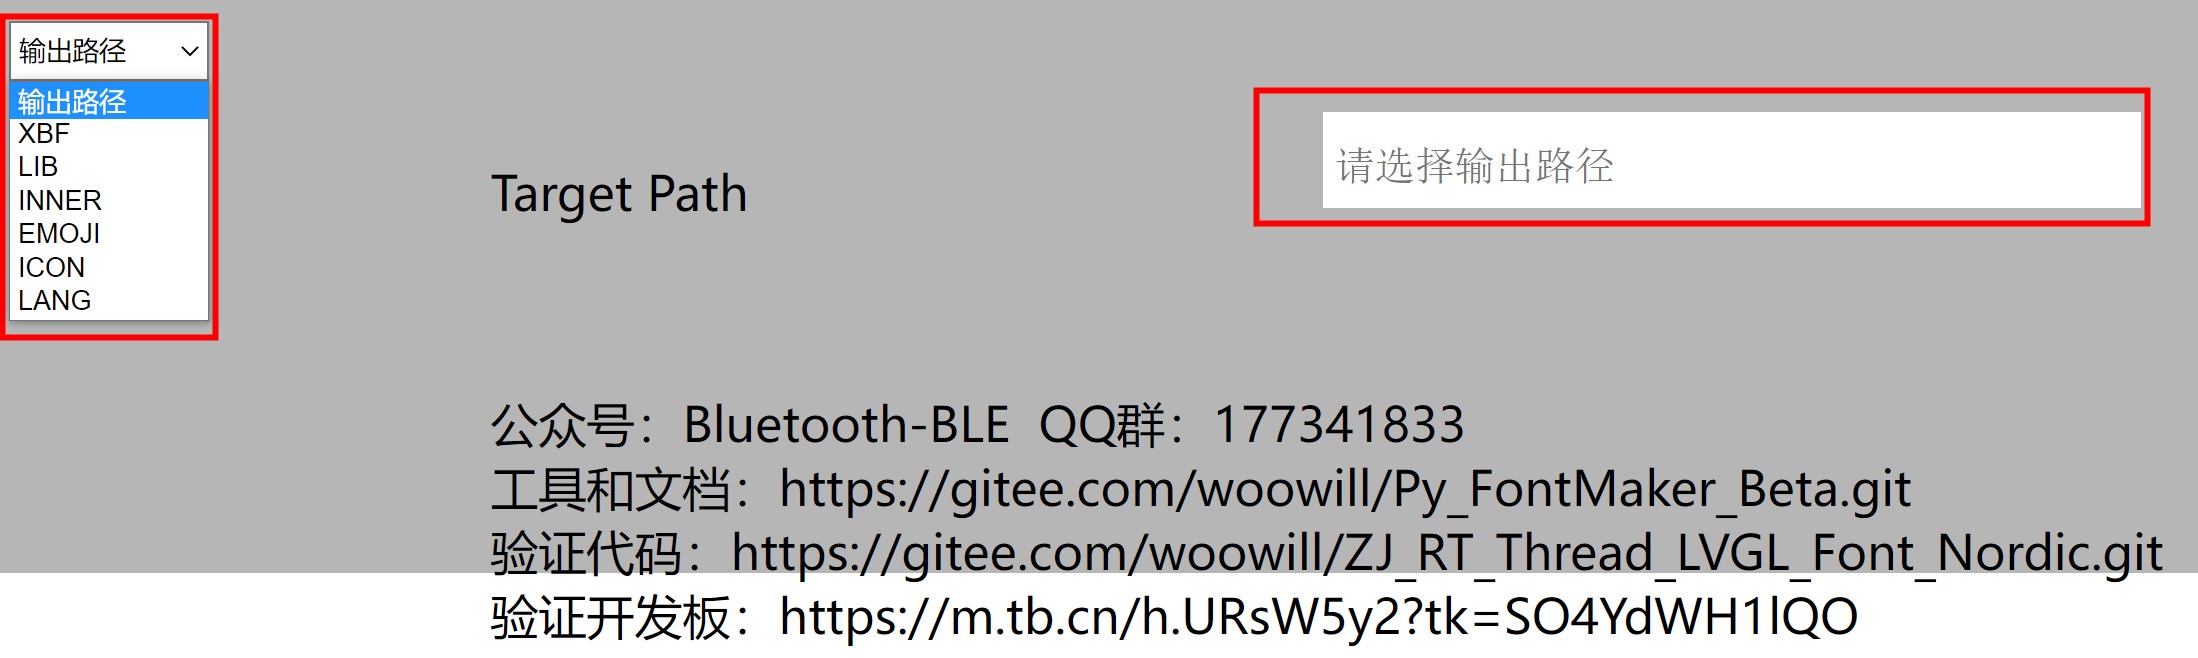 输出路径
输出路径
XBF
LIB
INNER
EMOJI
ICON
LANG
Target Path
请选择输出路径
公众号：Bluetooth-BLE  QQ群：177341833
工具和文档：https://gitee.com/woowill/Py_FontMaker_Beta.git
验证代码：https://gitee.com/woowill/ZJ_RT_Thread_LVGL_Font_Nordic.git
验证开发板：https://m.tb.cn/h.URsW5y2?tk=SO4YdWH1lQO